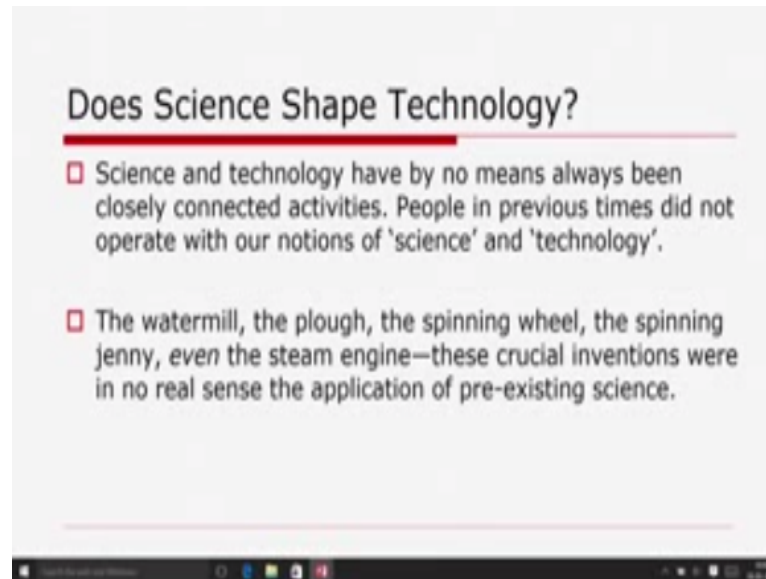 Does Science Shape Technology?
Science and technology have by no means always been
closely connected activities. People in previous times did not
operate with our notions of ‘science’ and ‘technology’.
The watermill, the plough, the spinning wheel, the spinning
jenny, even the steam engine—these crucial inventions were
in no real sense the application of pre-existing science.